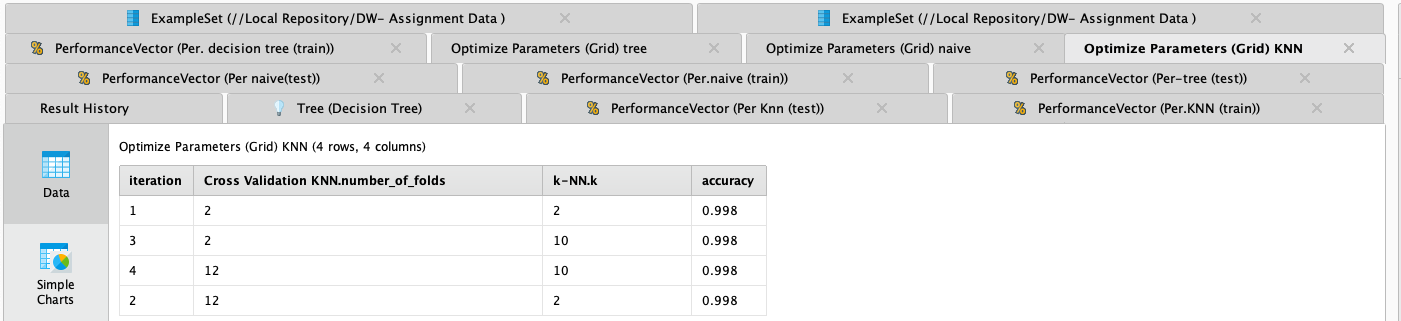 ExampleSet (//Local Repository/DW- Assignment Data ) ExampleSet (//Local Repository/DW- Assignment Data )
PerformanceVector (Per. decision tree (train)) Optimize Parameters (Grid) tree Optimize Parameters (Grid) naive Optimize Parameters (Grid) KNN
PerformanceVector (Per naive(test)) PerformanceVector (Per.naive (train)) PerformanceVector (Per-tree (test))
Result History Tree (Decision Tree) PerformanceVector (Per Knn (test)) PerformanceVector (Per.KNN (train))
Data
Simple
Charts
Optimize Parameters (Grid) KNN (4 rows, 4 columns)
iteration Cross Validation KNN.number_of_folds k-NN.k accuracy
1 2 2 0.998
3 2 10 0.998
4 12 10 0.998
2 12 2 0.998